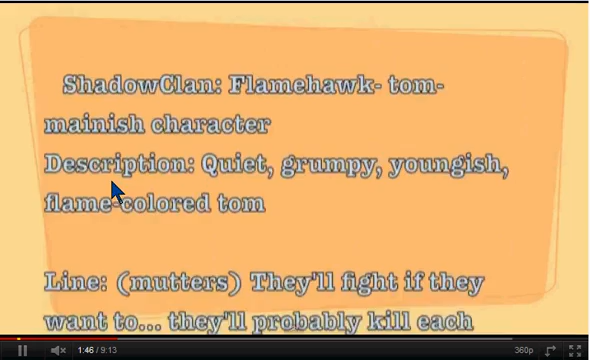 ShadowClan: Flamehawk- tom-
mainish character
Description: Quiet, grumpy, youngish,
flame-colored tom
Line: (mutters) They'll fight if they
want to... they'll probably kill each
1:46 / 9:13
360p